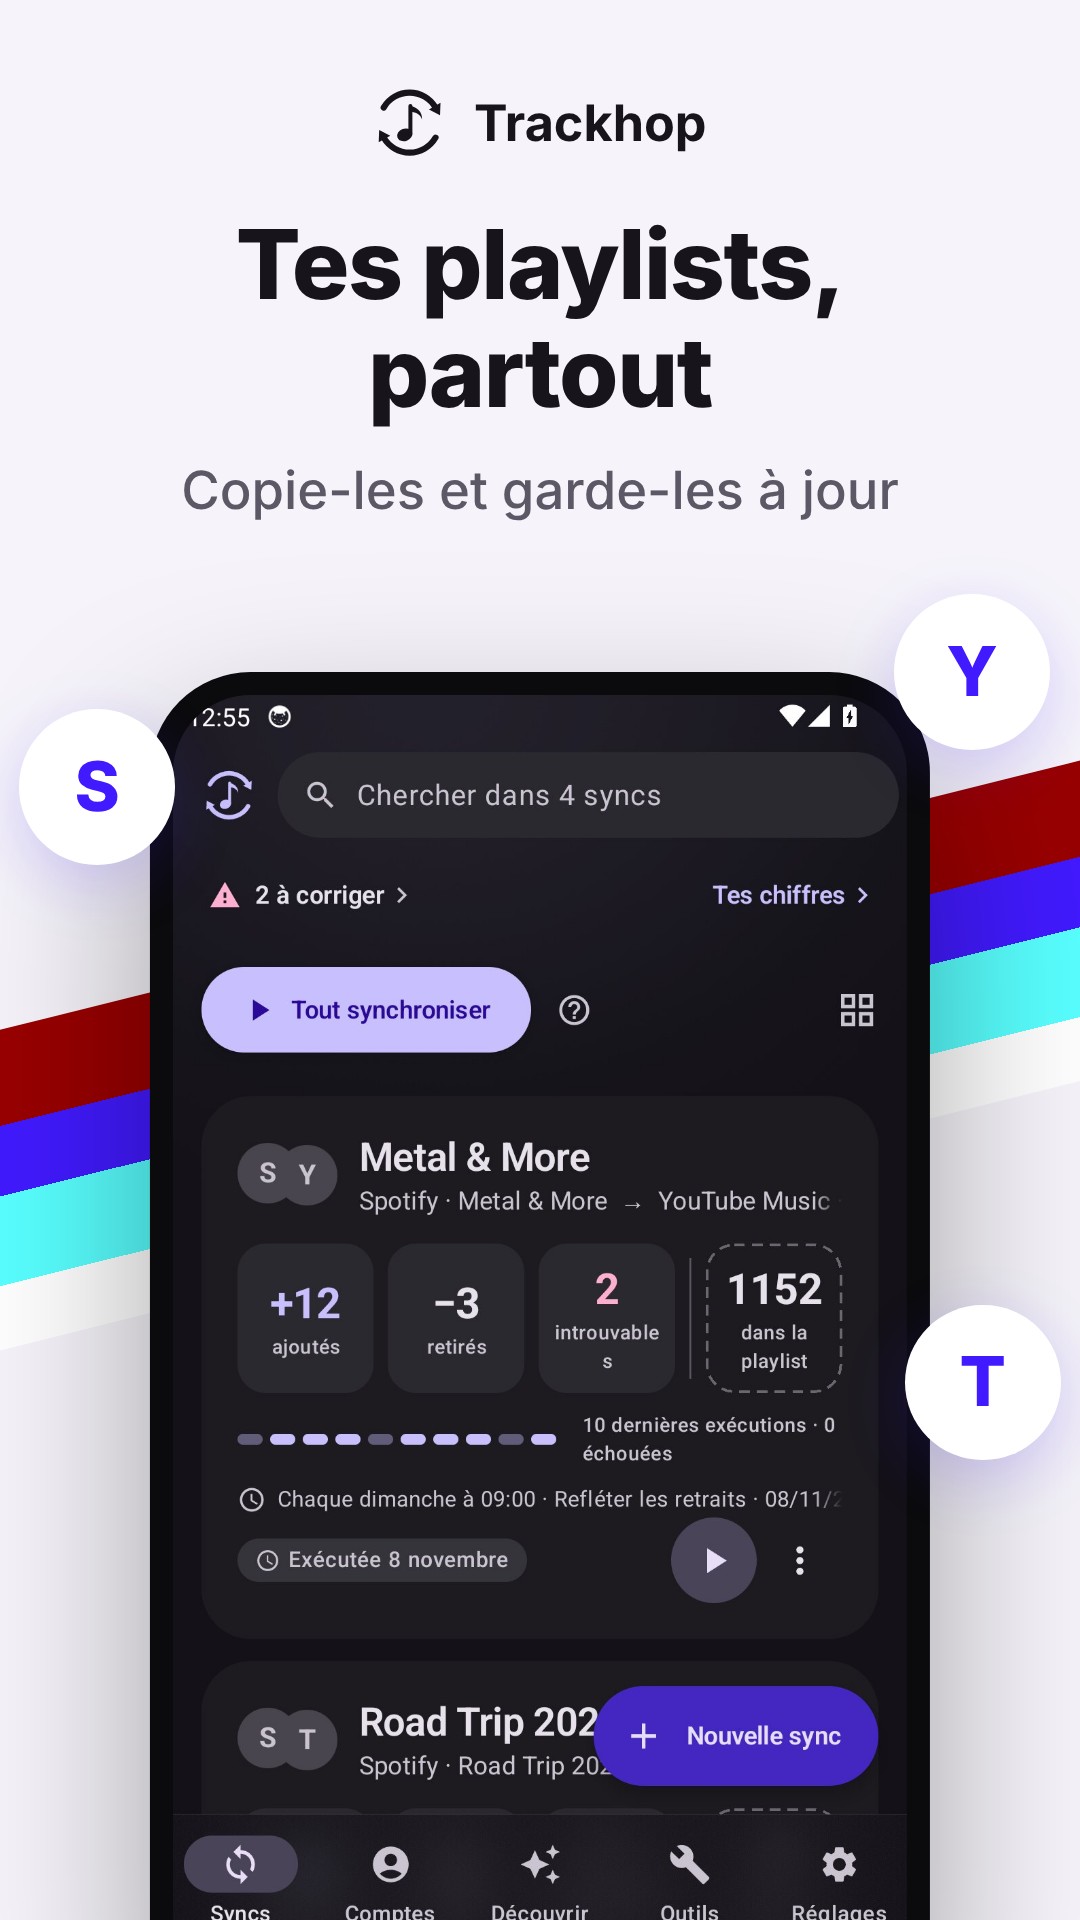 Trackhop
Tes playlists,
partout
Copie-les et garde-les à jour
Y
S
12:55
Chercher dans 4 syncs
2 à corriger
Tes chiffres
Tout synchroniser
S Y
Metal & More
Spotify · Metal & More → YouTube Music
+12
ajoutés
−3
retirés
2
introuvable
s
1152
dans la
playlist
T
10 dernières exécutions · 0
échouées
Chaque dimanche à 09:00 · Refléter les retraits · 08/11/2
Exécutée 8 novembre
S T
Road Trip 202
Spotify · Road Trip 202
Nouvelle sync
Syncs
Comptes
Découvrir
Outils
Réglages